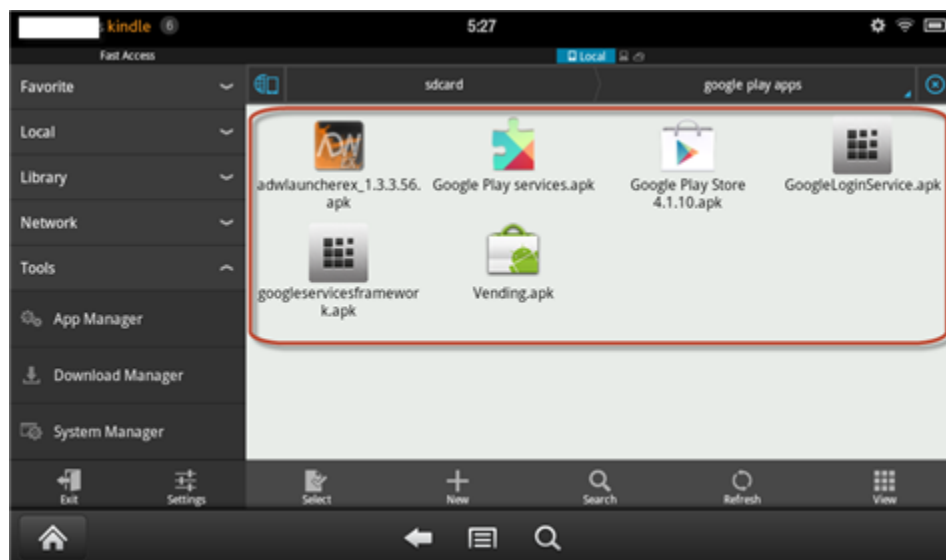 kindle 6
5:27
Fast Access
Local
Favorite
sdcard
google play apps
Local
Library
Network
Tools
App Manager
Download Manager
System Manager
adwlauncherex_1.3.3.56.
apk
Google Play services.apk
Google Play Store
4.1.10.apk
GoogleLoginService.apk
googleservicesframewor
k.apk
Vending.apk
Exit
Settings
Select
New
Search
Refresh
View